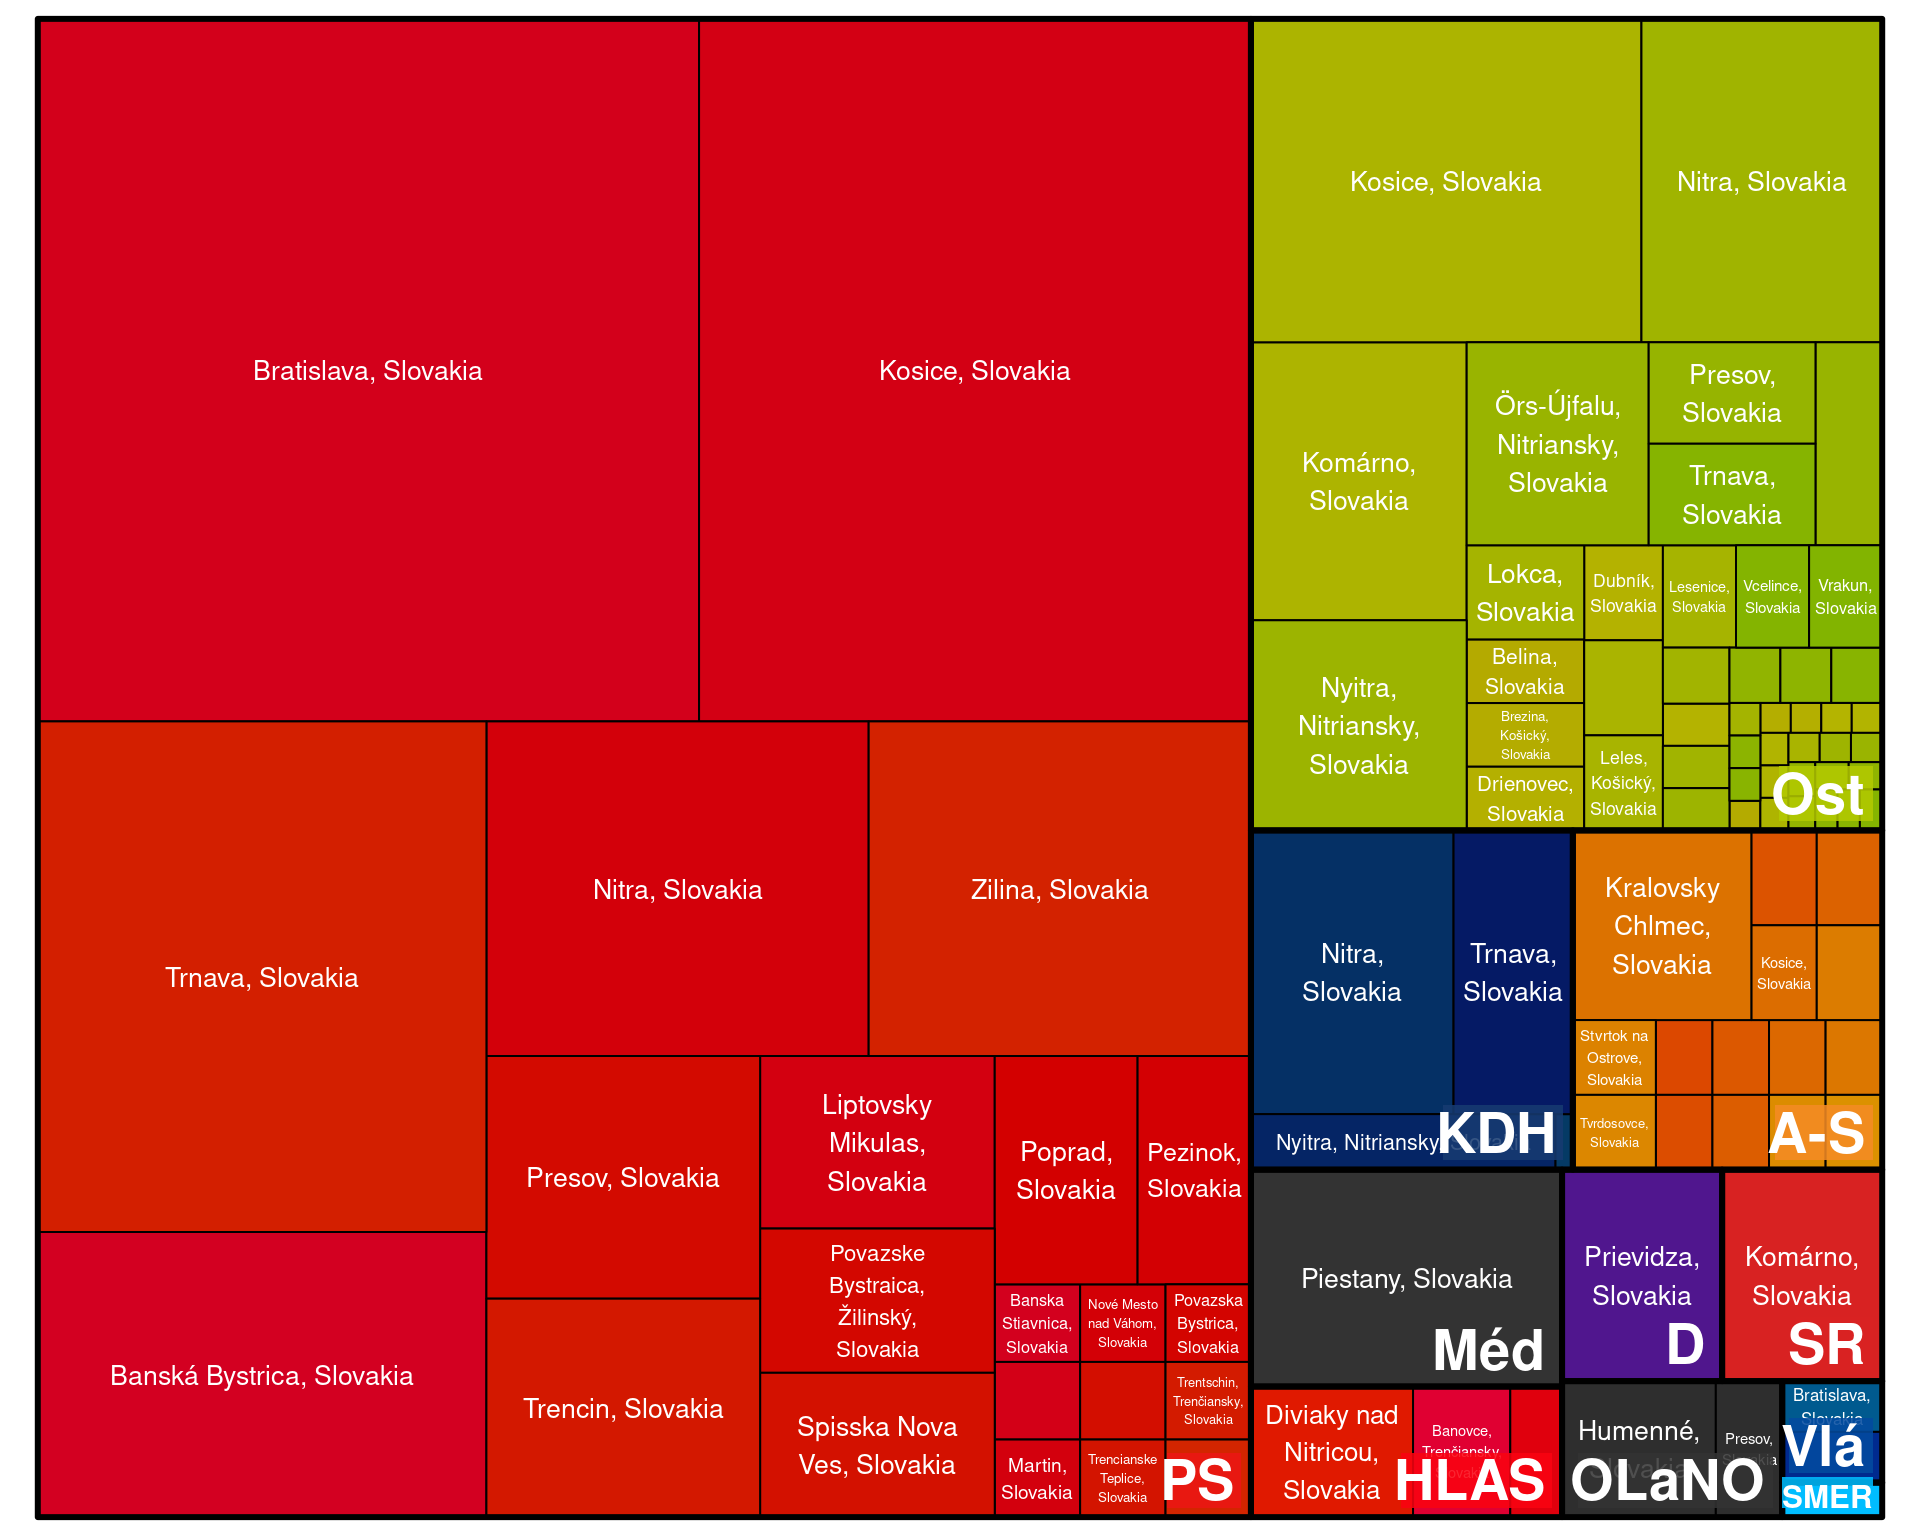 Bratislava, Slovakia
Kosice, Slovakia
Trnava, Slovakia
Nitra, Slovakia
Zilina, Slovakia
Banská Bystrica, Slovakia
Presov, Slovakia
Trencin, Slovakia
Liptovsky
Mikulas,
Slovakia
Povazske
Bystraica,
Žilinský,
Slovakia
Spisska Nova
Ves, Slovakia
Poprad,
Slovakia
Pezinok,
Slovakia
Banska
Stiavnica,
Slovakia
Nové Mesto
nad Váhom,
Slovakia
Povazska
Bystrica,
Slovakia
Trentschin,
Trenčiansky,
Slovakia
Martin,
Slovakia
Trencianske
Teplice,
Slovakia
PS
Kosice, Slovakia
Nitra, Slovakia
Komárno,
Slovakia
Nyitra,
Nitriansky,
Slovakia
Örs-Újfalu,
Nitriansky,
Slovakia
Presov,
Slovakia
Trnava,
Slovakia
Lokca,
Slovakia
Belina,
Slovakia
Brezina,
Košický,
Slovakia
Drienovec,
Slovakia
Dubník,
Slovakia
Leles,
Košický,
Slovakia
Lesenice,
Slovakia
Vcelince,
Slovakia
Vrakun,
Slovakia
Ost
Nitra,
Slovakia
Trnava,
Slovakia
Nyitra, Nitriansky
KDH
Kralovsky
Chlmec,
Slovakia
Kosice,
Slovakia
Stvrtok na
Ostrove,
Slovakia
Tvrdosovce,
Slovakia
A-S
Piestany, Slovakia
Méd
Prievidza,
Slovakia
D
Komárno,
Slovakia
SR
Diviaky nad
Nitricou,
Slovakia
Banovce,
Trenčiansky,
Slovakia
HLAS
Humenné,
Slovakia
Presov,
OLaNO
Bratislava,
Slovakia
Vlá
SMER